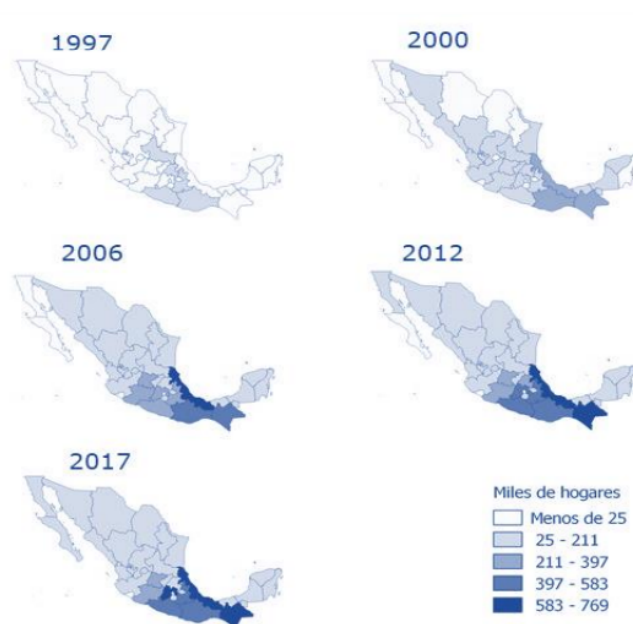 1997
2000
2006
2012
2017
Miles de hogares
Menos de 25
25 - 211
211 - 397
397 - 583
583 - 769